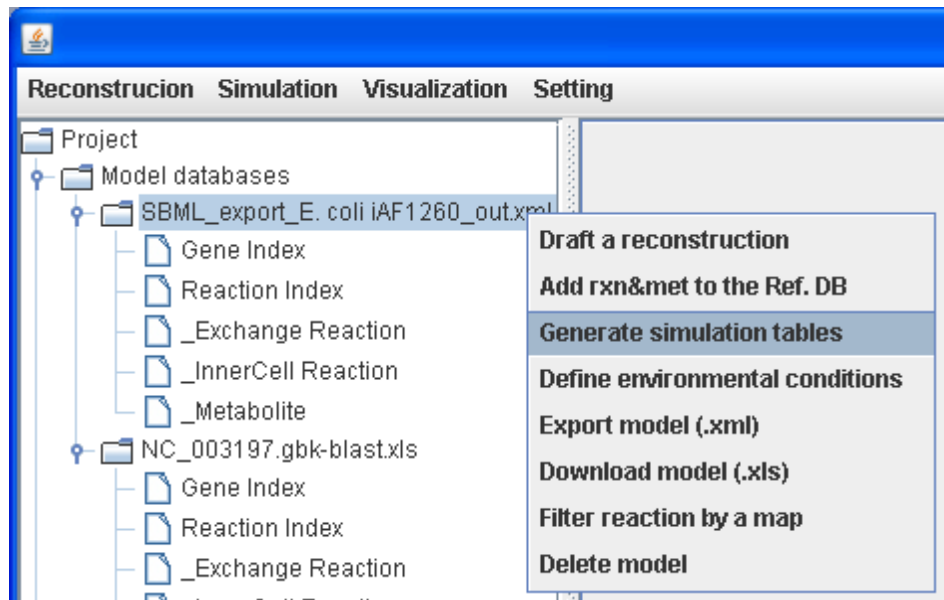 Reconstrucion Simulation Visualization Setting
Project
Model databases
SBML_export_E. coli iAF1260_out.xml
Gene Index
Reaction Index
_Exchange Reaction
_InnerCell Reaction
_Metabolite
NC_003197.gbk-blast.xls
Gene Index
Reaction Index
_Exchange Reaction
Draft a reconstruction
Add rxn&met to the Ref. DB
Generate simulation tables
Define environmental conditions
Export model (.xml)
Download model (.xls)
Filter reaction by a map
Delete model